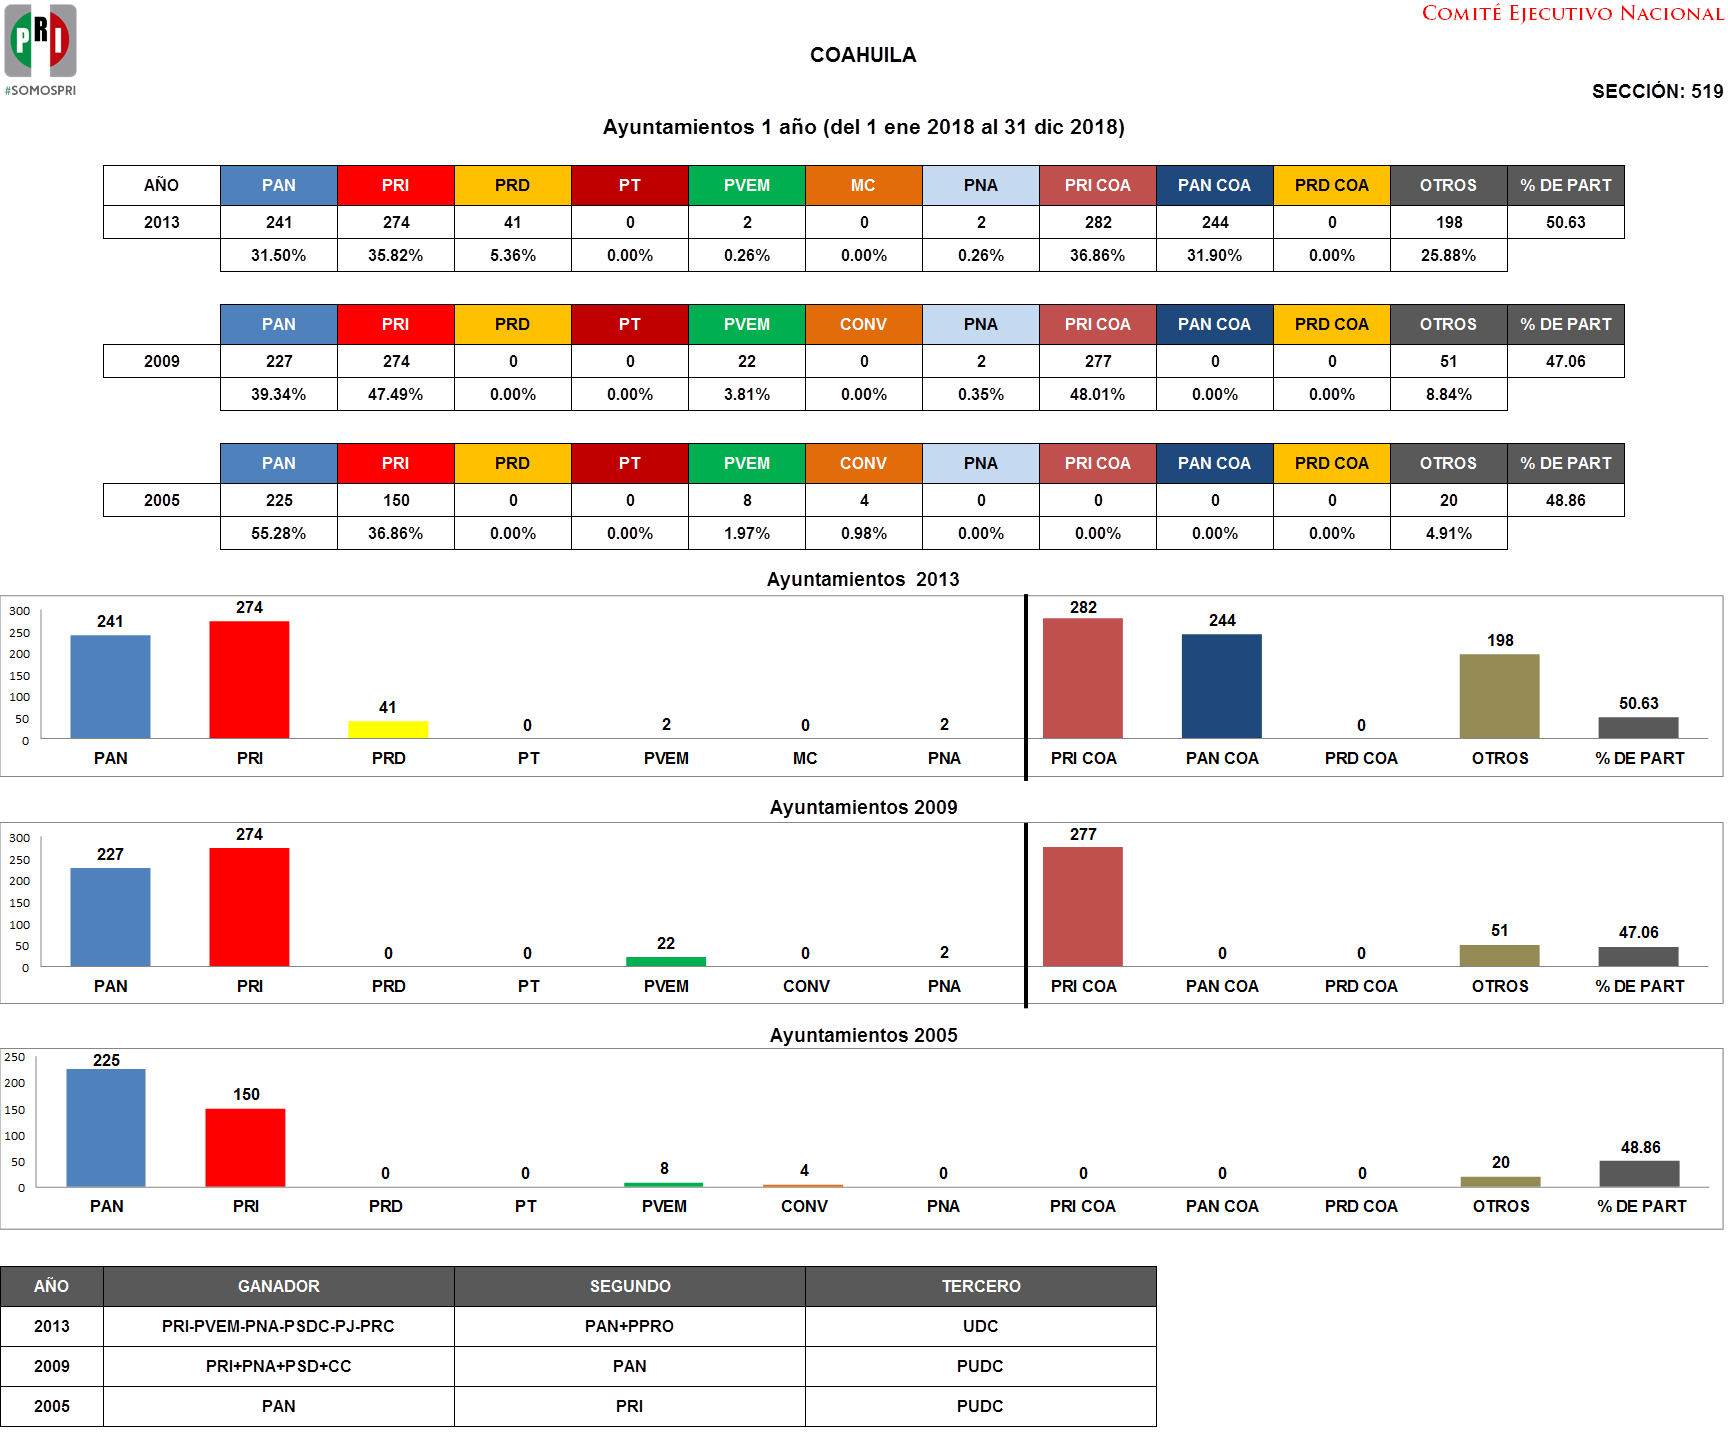 COMITÉ EJECUTIVO NACIONAL
PRI
#SOMOSPRI
COAHUILA
SECCIÓN: 519
Ayuntamientos 1 año (del 1 ene 2018 al 31 dic 2018)
AÑO PAN PRI PRD PT PVEM MC PNA PRI COA PAN COA PRD COA OTROS % DE PART
2013 241 274 41 0 2 0 2 282 244 0 198 50.63
31.50% 35.82% 5.36% 0.00% 0.26% 0.00% 0.26% 36.86% 31.90% 0.00% 25.88%
PAN PRI PRD PT PVEM CONV PNA PRI COA PAN COA PRD COA OTROS % DE PART
2009 227 274 0 0 22 0 2 277 0 0 51 47.06
39.34% 47.49% 0.00% 0.00% 3.81% 0.00% 0.35% 48.01% 0.00% 0.00% 8.84%
PAN PRI PRD PT PVEM CONV PNA PRI COA PAN COA PRD COA OTROS % DE PART
2005 225 150 0 0 8 4 0 0 0 0 20 48.86
55.28% 36.86% 0.00% 0.00% 1.97% 0.98% 0.00% 0.00% 0.00% 0.00% 4.91%
Ayuntamientos 2013
300
250
200
150
100
50
0
241 274 41 0 2 0 2 282 244 0 198 50.63
PAN PRI PRD PT PVEM MC PNA PRI COA PAN COA PRD COA OTROS % DE PART
Ayuntamientos 2009
300
250
200
150
100
50
0
227 274 0 0 22 0 2 277 0 0 51 47.06
PAN PRI PRD PT PVEM CONV PNA PRI COA PAN COA PRD COA OTROS % DE PART
Ayuntamientos 2005
250
200
150
100
50
0
225 150 0 0 8 4 0 0 0 0 20 48.86
PAN PRI PRD PT PVEM CONV PNA PRI COA PAN COA PRD COA OTROS % DE PART
AÑO GANADOR SEGUNDO TERCERO
2013 PRI-PVEM-PNA-PSDC-PJ-PRC PAN+PPRO UDC
2009 PRI+PNA+PSD+CC PAN PUDC
2005 PAN PRI PUDC